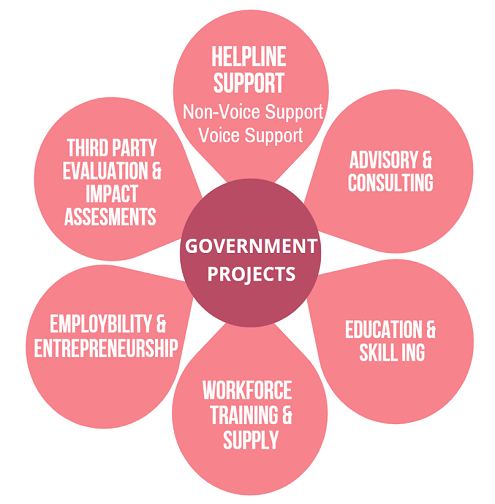 HELPLINE
SUPPORT
Non-Voice Support
Voice Support
ADVISORY &
CONSULTING
EDUCATION &
SKILL ING
WORKFORCE
TRAINING &
SUPPLY
EMPLOYBILITY &
ENTREPRENEURSHIP
THIRD PARTY
EVALUATION &
IMPACT
ASSESMENTS
GOVERNMENT
PROJECTS